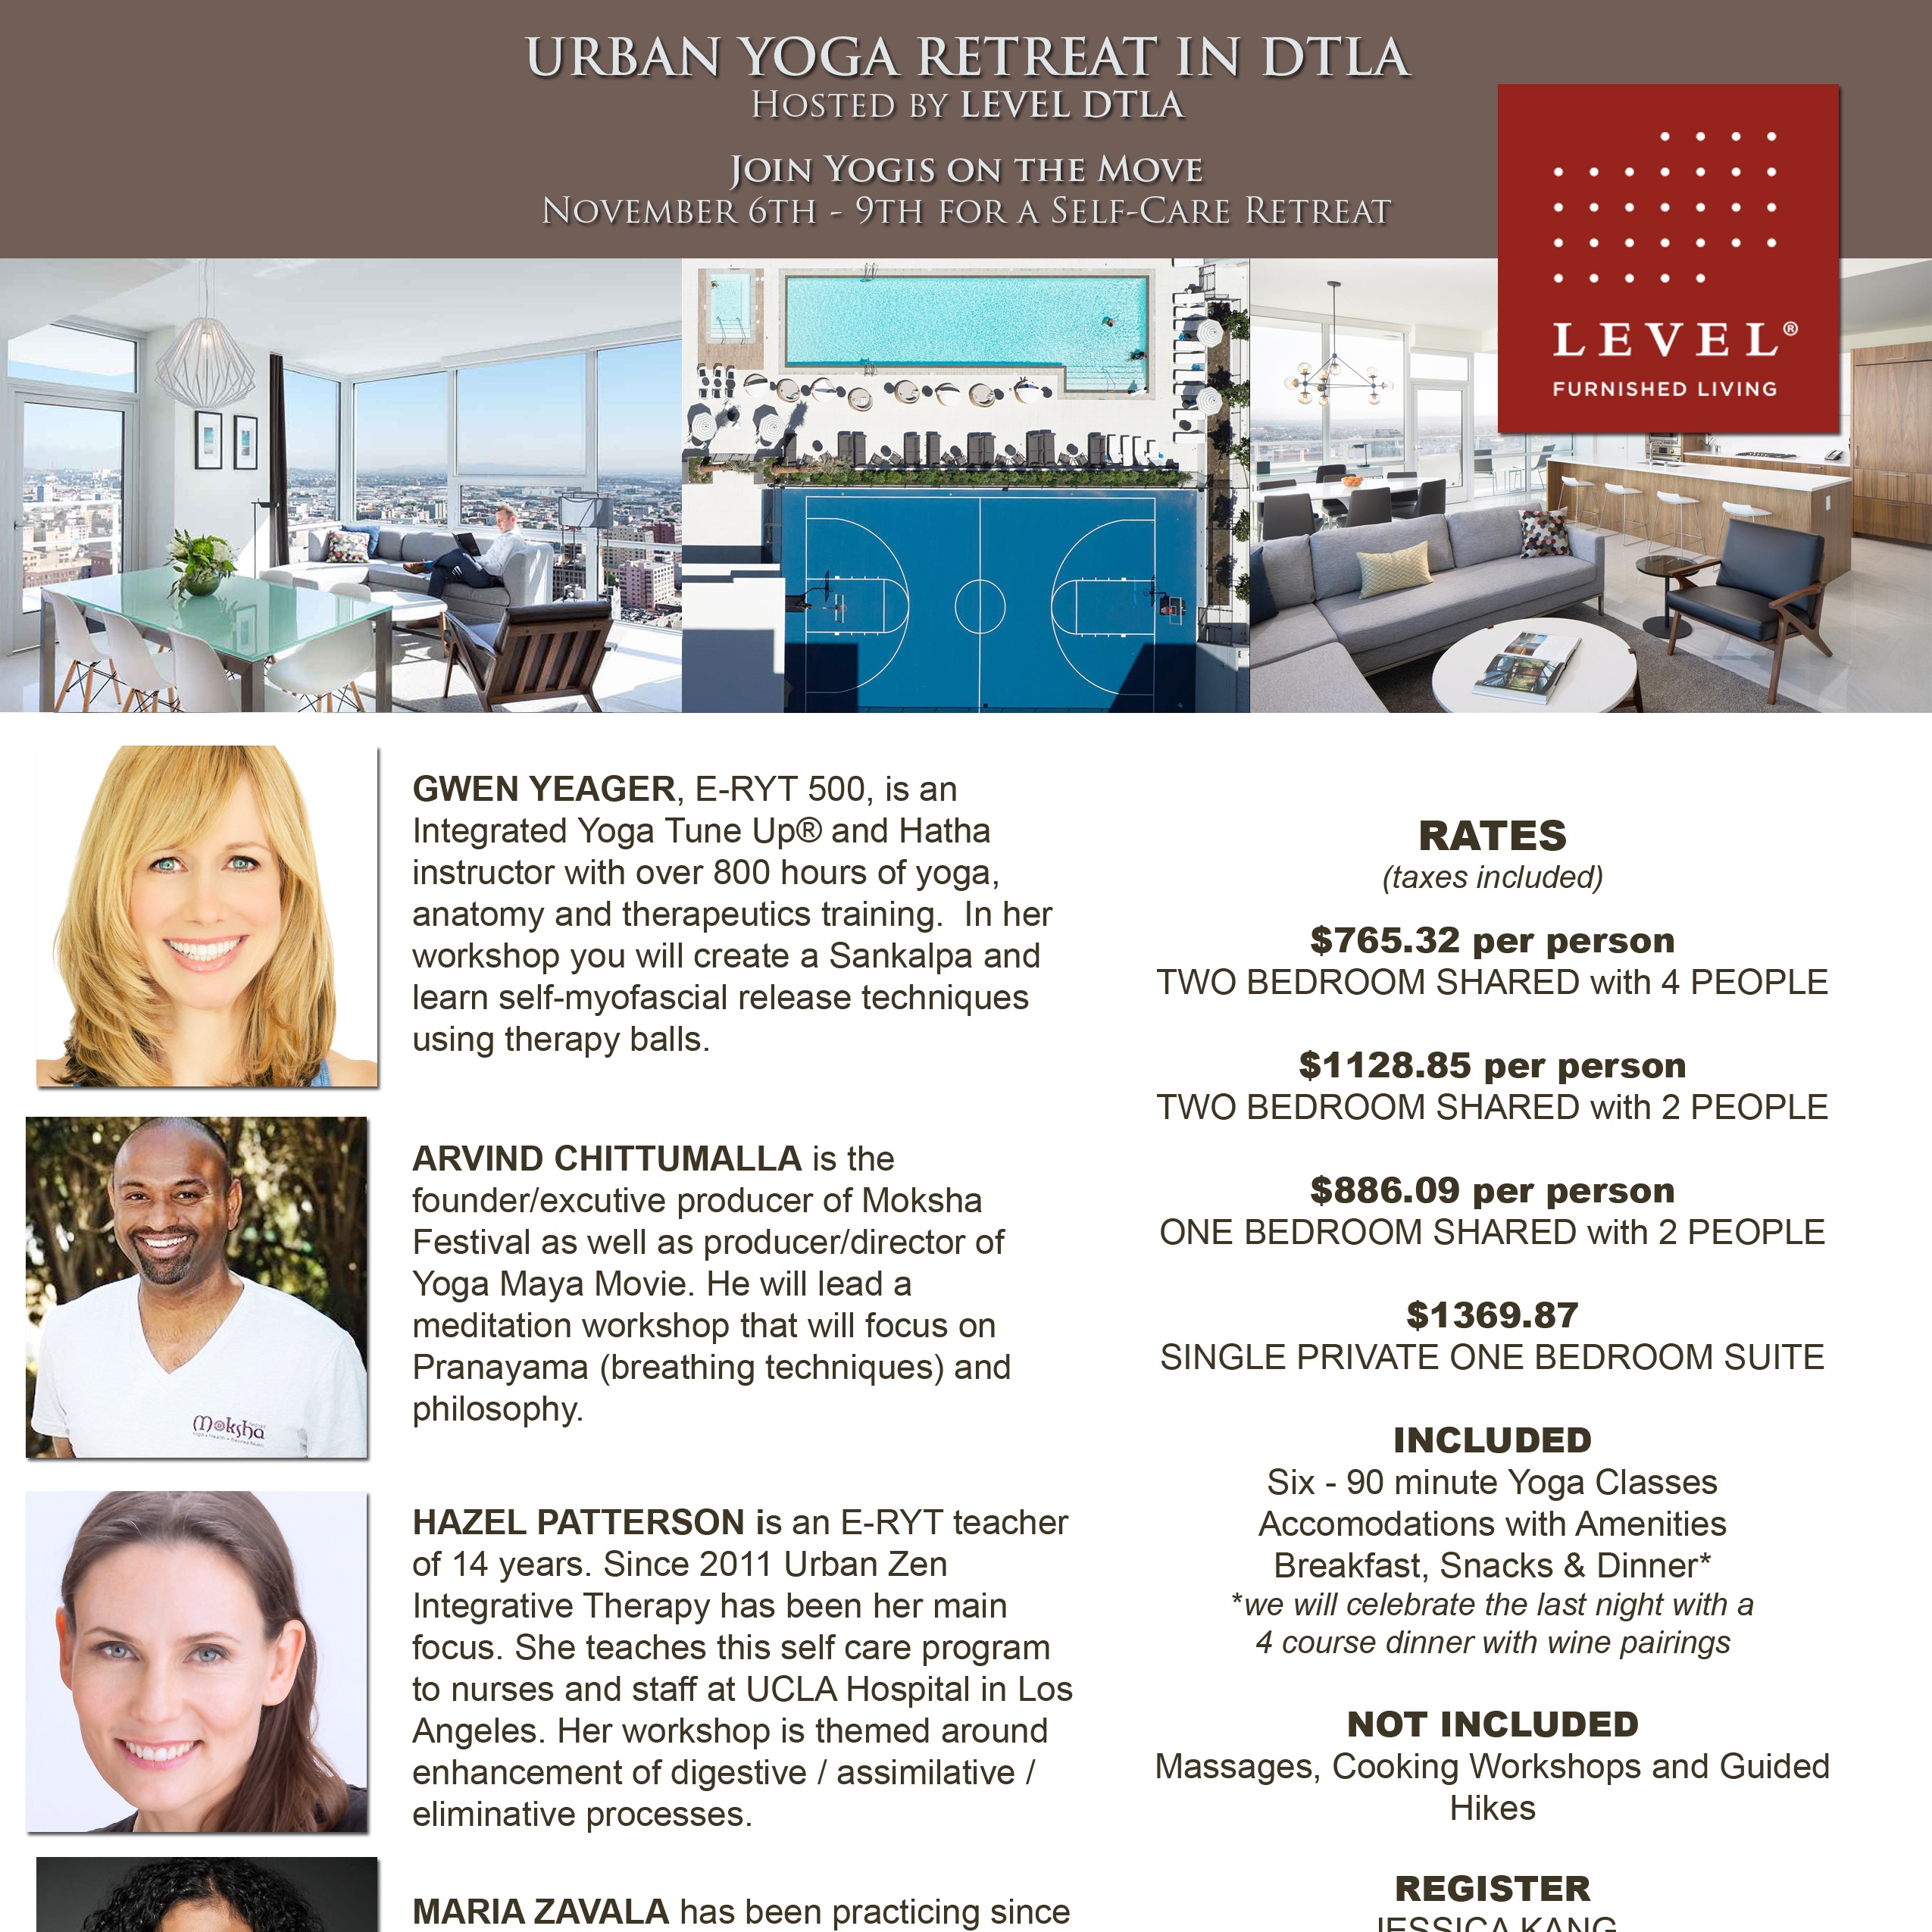 URBAN YOGA RETREAT IN DTLA
HOSTED BY LEVEL DTLA
JOIN YOGIS ON THE MOVE
NOVEMBER 6TH - 9TH FOR A SELF-CARE RETREAT
LEVEL®
FURNISHED LIVING
GWEN YEAGER, E-RYT 500, is an
Integrated Yoga Tune Up® and Hatha
instructor with over 800 hours of yoga,
anatomy and therapeutics training. In her
workshop you will create a Sankalpa and
learn self-myofascial release techniques
using therapy balls.
ARVIND CHITTUMALLA is the
founder/excutive producer of Moksha
Festival as well as producer/director of
Yoga Maya Movie. He will lead a
meditation workshop that will focus on
Pranayama (breathing techniques) and
philosophy.
Moksha
HAZEL PATTERSON is an E-RYT teacher
of 14 years. Since 2011 Urban Zen
Integrative Therapy has been her main
focus. She teaches this self care program
to nurses and staff at UCLA Hospital in Los
Angeles. Her workshop is themed around
enhancement of digestive / assimilative /
eliminative processes.
MARIA ZAVALA has been practicing since
RATES
(taxes included)
$765.32 per person
TWO BEDROOM SHARED with 4 PEOPLE
$1128.85 per person
TWO BEDROOM SHARED with 2 PEOPLE
$886.09 per person
ONE BEDROOM SHARED with 2 PEOPLE
$1369.87
SINGLE PRIVATE ONE BEDROOM SUITE
INCLUDED
Six - 90 minute Yoga Classes
Accomodations with Amenities
Breakfast, Snacks & Dinner*
*we will celebrate the last night with a
4 course dinner with wine pairings
NOT INCLUDED
Massages, Cooking Workshops and Guided
Hikes
REGISTER
JESSICA KANG